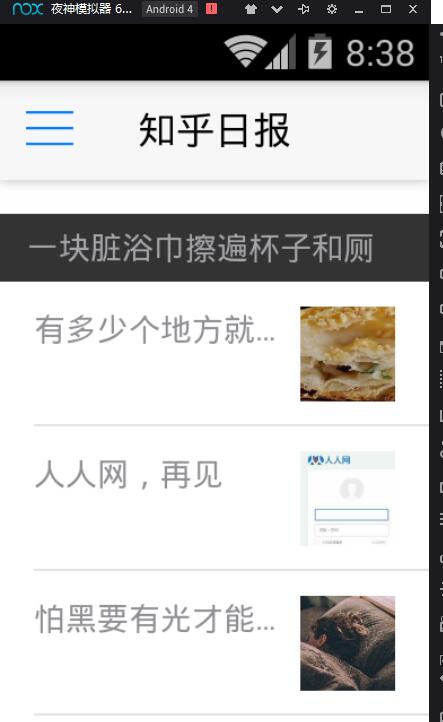 nox 夜神模拟器 6... Android 4
8:38
知乎日报
一块脏浴巾擦遍杯子和厕
有多少个地方就...
人人网，再见
人人网
怕黑要有光才能...